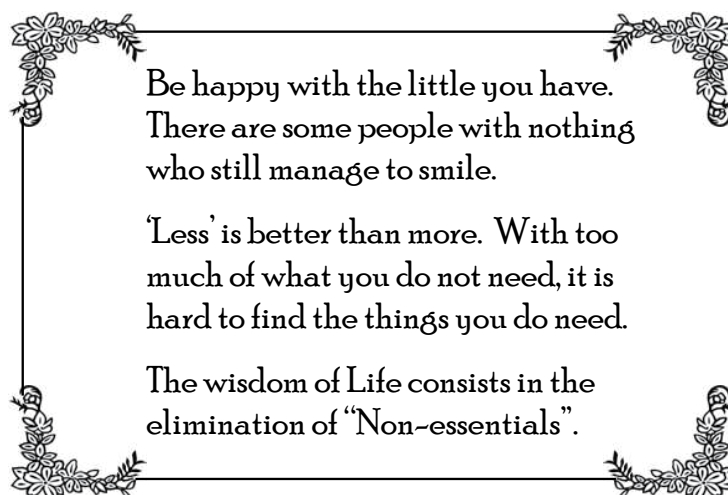 Be happy with the little you have.
There are some people with nothing
who still manage to smile.
‘Less’ is better than more. With too
much of what you do not need, it is
hard to find the things you do need.
The wisdom of Life consists in the
elimination of “Non-essentials”.